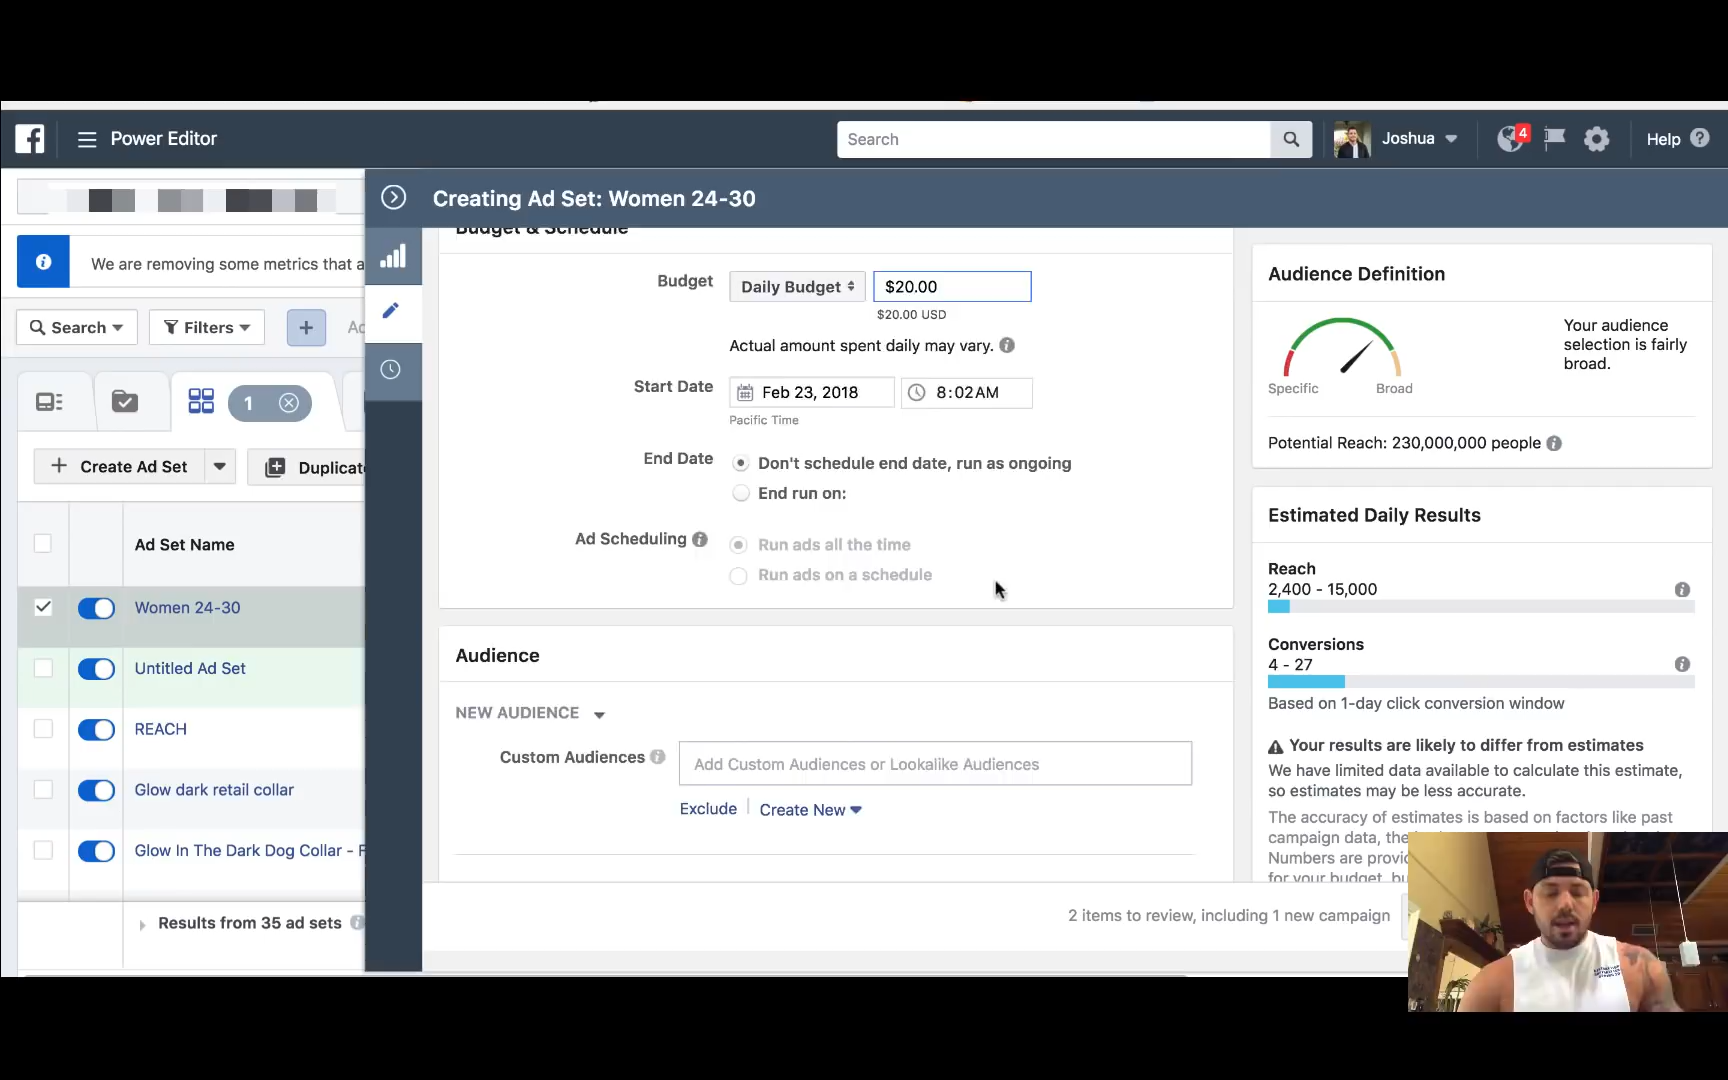 Power Editor
Search
Joshua
4
Help
Creating Ad Set: Women 24-30
We are removing some metrics that a
Search
Filters
1
Create Ad Set
Duplicate
Ad Set Name
Women 24-30
Untitled Ad Set
REACH
Glow dark retail collar
Glow In The Dark Dog Collar - F
Results from 35 ad sets
Budget & Schedule
Budget
Daily Budget
$20.00
$20.00 USD
Actual amount spent daily may vary.
Start Date
Feb 23, 2018
8:02AM
Pacific Time
End Date
Don't schedule end date, run as ongoing
End run on:
Ad Scheduling
Run ads all the time
Run ads on a schedule
Audience
NEW AUDIENCE
Custom Audiences
Add Custom Audiences or Lookalike Audiences
Exclude
Create New
2 items to review, including 1 new campaign
Audience Definition
Your audience
selection is fairly
broad.
Specific
Broad
Potential Reach: 230,000,000 people
Estimated Daily Results
Reach
2,400 - 15,000
Conversions
4 - 27
Based on 1-day click conversion window
Your results are likely to differ from estimates
We have limited data available to calculate this estimate,
so estimates may be less accurate.
The accuracy of estimates is based on factors like past
campaign data, the
Numbers are provi
for your budget, bu